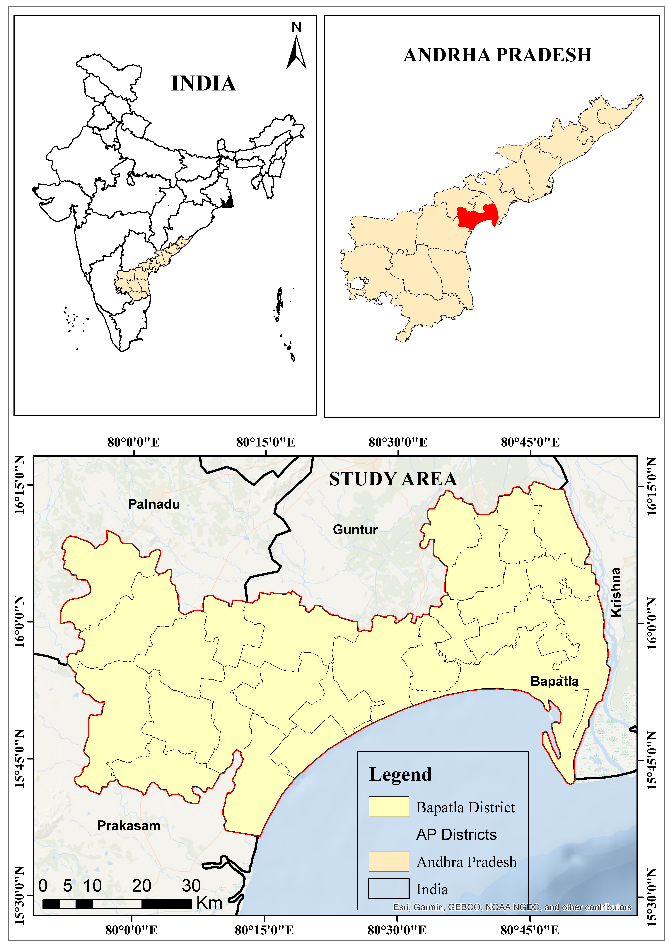 N
INDIA
ANDRHA PRADESH
80°0'0"E 80°15'0"E 80°30'0"E 80°45'0"E
STUDY AREA
16°15'0"N
16°15'0"N
Palnadu
Guntur
Krishna
16°0'0"N
16°0'0"N
Bapatla
15°45'0"N
15°45'0"N
Legend
Bapatla District
AP Districts
Andhra Pradesh
India
Prakasam
0 5 10 20 30
Km
15°30'0"N
15°30'0"N
Esri, Garmin, GEBCO, NOAA NGDC, and other contributors
80°0'0"E 80°15'0"E 80°30'0"E 80°45'0"E